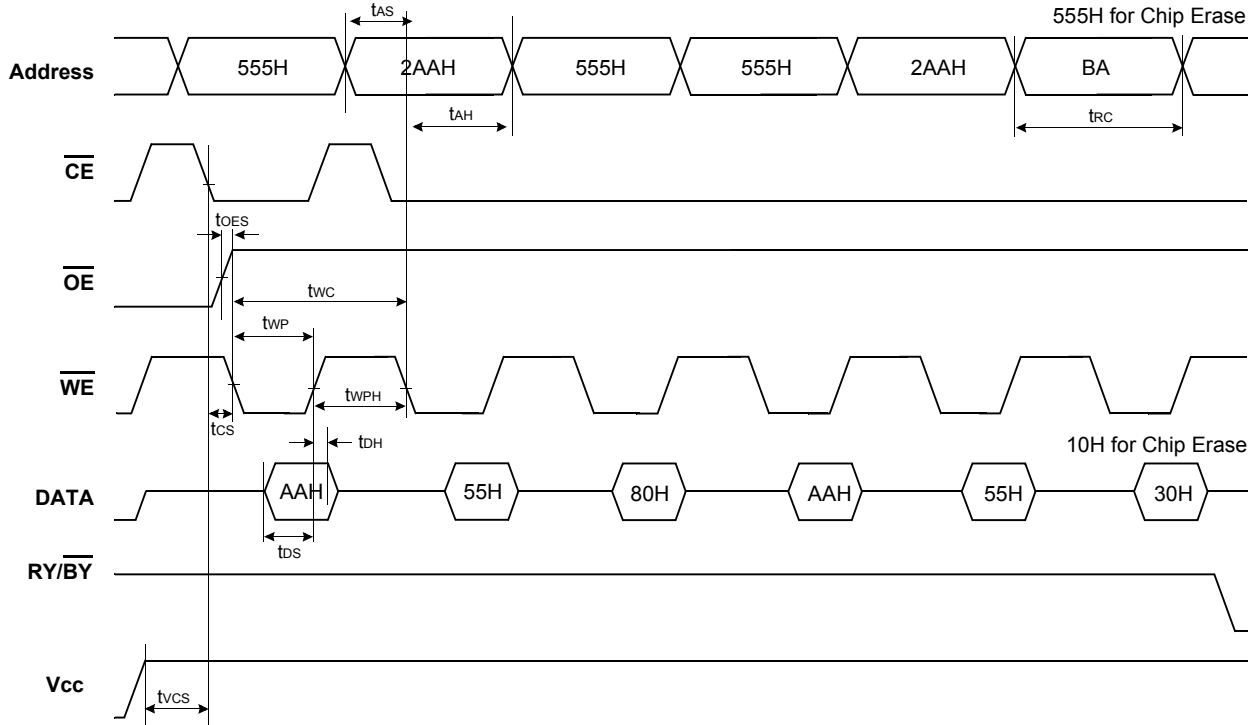 tAS
555H for Chip Erase
Address
555H
2AAH
555H
555H
2AAH
BA
tAH
tRC
CE
tOES
OE
tWC
tWP
WE
tWPH
tCS
tDH
10H for Chip Erase
DATA
AAH
55H
80H
AAH
55H
30H
tDS
RY/BY
Vcc
tVCS